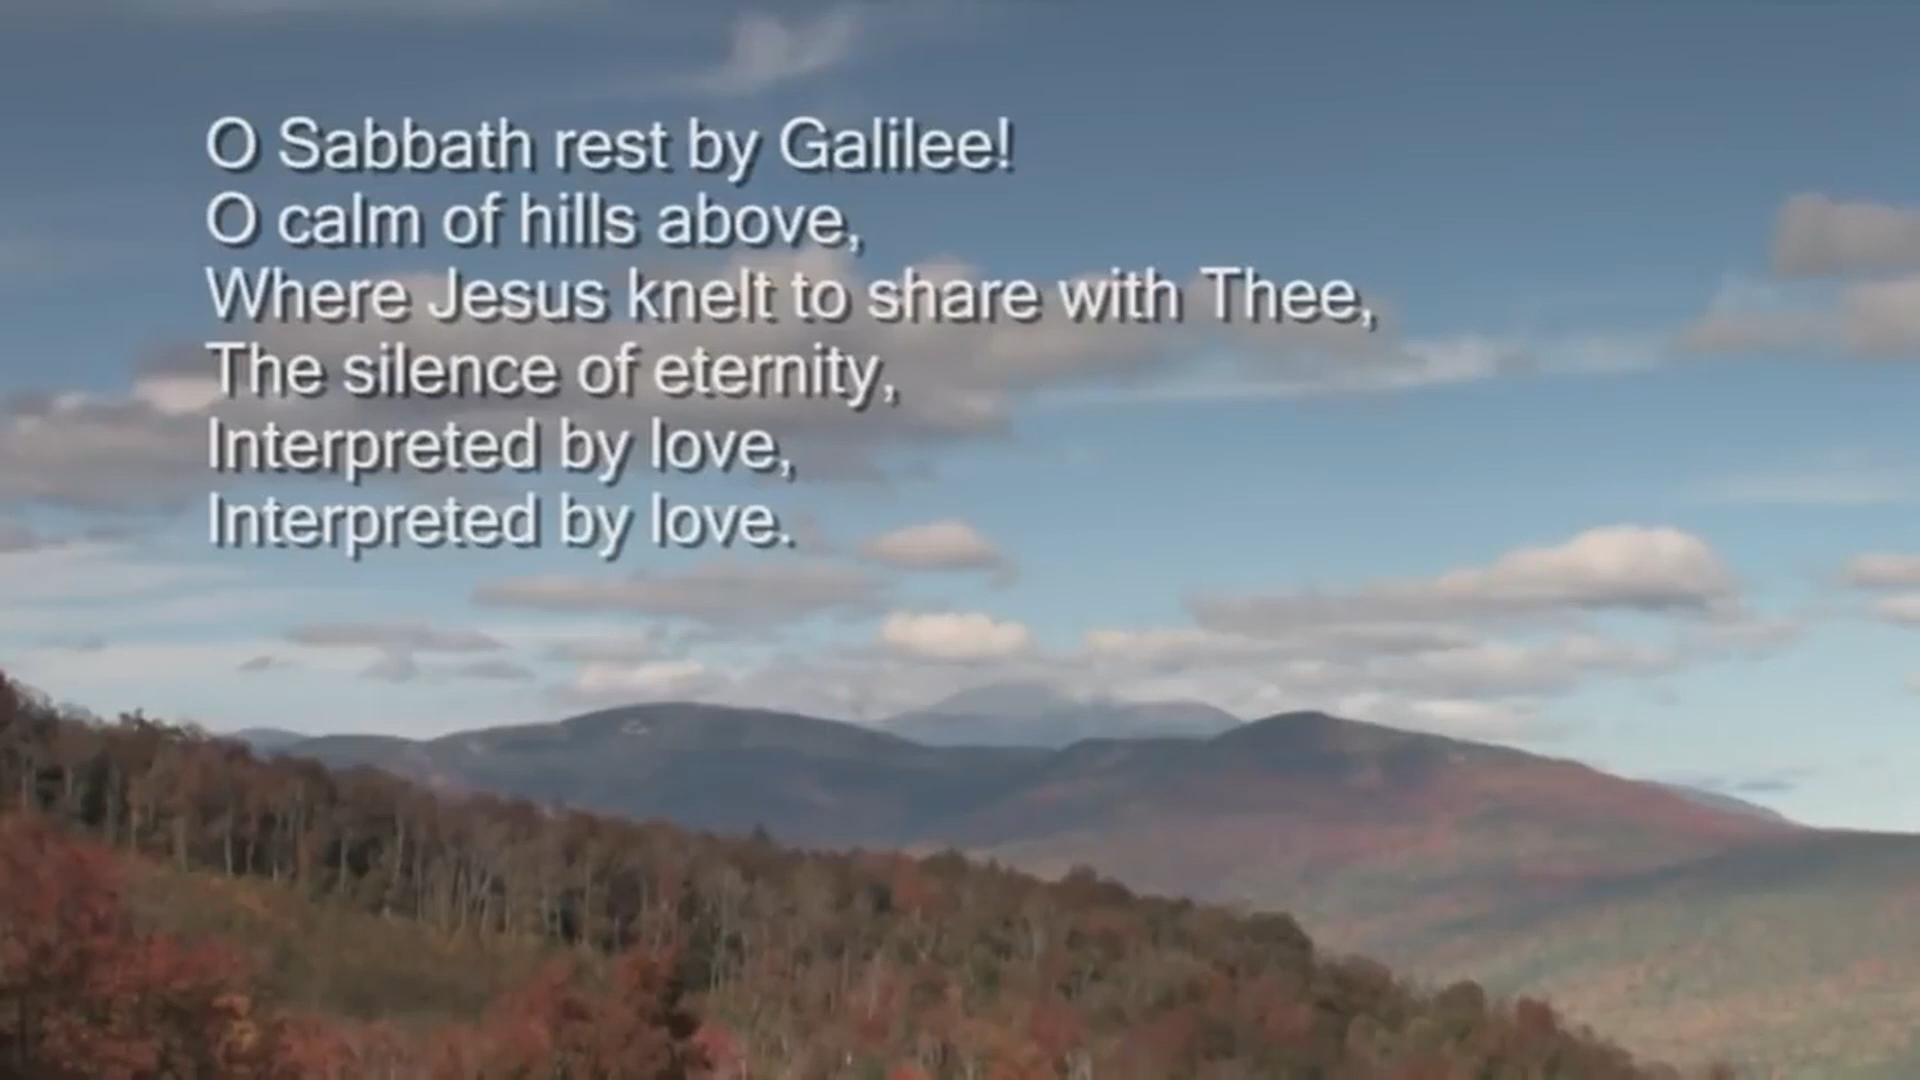 O Sabbath rest by Galilee!
O calm of hills above,
Where Jesus knelt to share with Thee,
The silence of eternity,
Interpreted by love,
Interpreted by love.